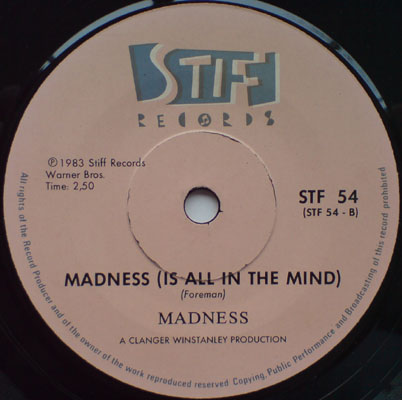 STIFF
RECORDS
℗ 1983 Stiff Records
Warner Bros.
Time: 2,50
STF 54
(STF 54 - B)
MADNESS (IS ALL IN THE MIND)
(Foreman)
MADNESS
A CLANGER WINSTANLEY PRODUCTION
All rights of the Record Producer and of the owner of the work reproduced reserved Copying, Public Performance and Broadcasting of this record prohibited